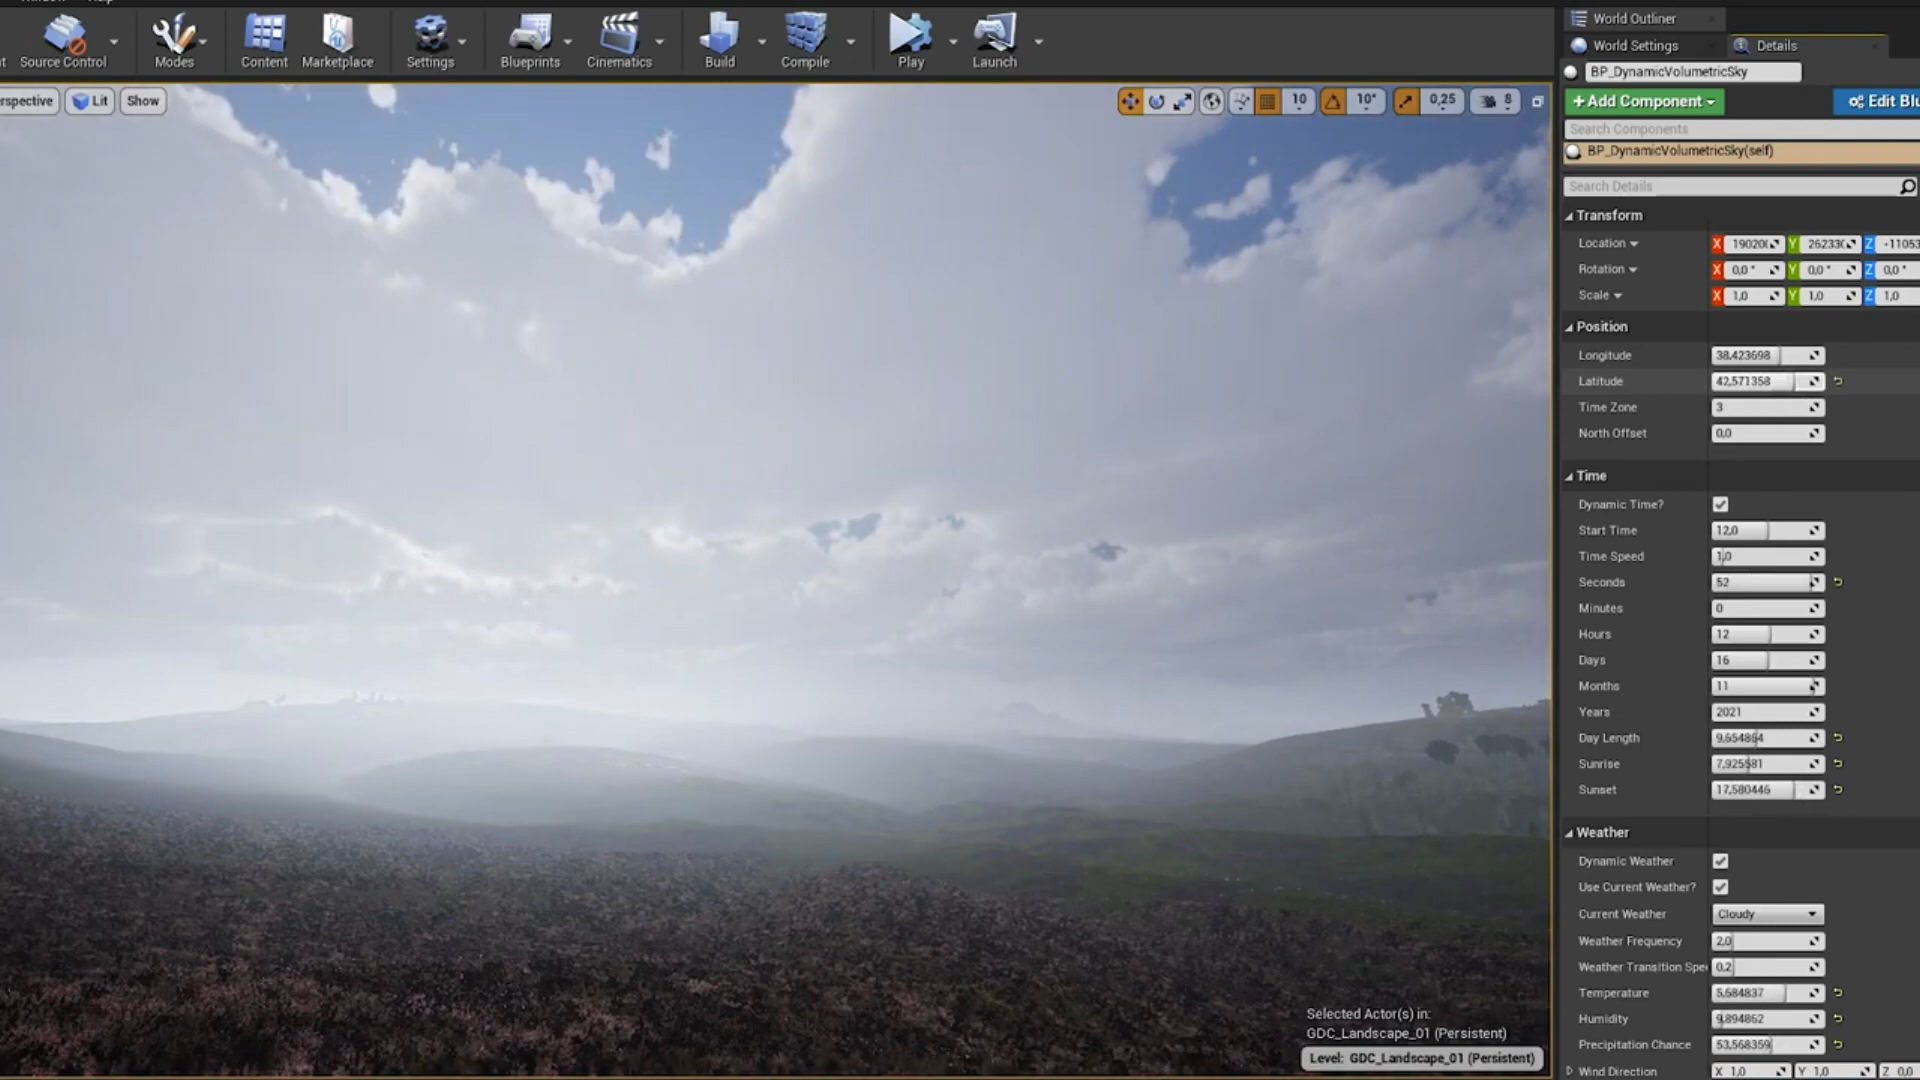 Source Control
Modes
Content
Marketplace
Settings
Blueprints
Cinematics
Build
Compile
Play
Launch
rspective
Lit
Show
10
10°
0,25
8
World Outliner
World Settings
Details
BP_DynamicVolumetricSky
+Add Component
Edit Blu
Search Components
BP_DynamicVolumetricSky(self)
Search Details
Transform
Location X 19020( Y 26233( Z -11053
Rotation X 0,0 ° Y 0,0 ° Z 0,0 °
Scale X 1,0 Y 1,0 Z 1,0
Position
Longitude 38,423698
Latitude 42,571358
Time Zone 3
North Offset 0,0
Time
Dynamic Time?
Start Time 12,0
Time Speed 1,0
Seconds 52
Minutes 0
Hours 12
Days 16
Months 11
Years 2021
Day Length 9,654864
Sunrise 7,925581
Sunset 17,580446
Weather
Dynamic Weather
Use Current Weather?
Current Weather Cloudy
Weather Frequency 2,0
Weather Transition Spe 0,2
Temperature 5,684837
Humidity 9,894862
Precipitation Chance 53,568359
Wind Direction X 1,0 Y 1,0 Z 0,0
Selected Actor(s) in:
GDC_Landscape_01 (Persistent)
Level: GDC_Landscape_01 (Persistent)